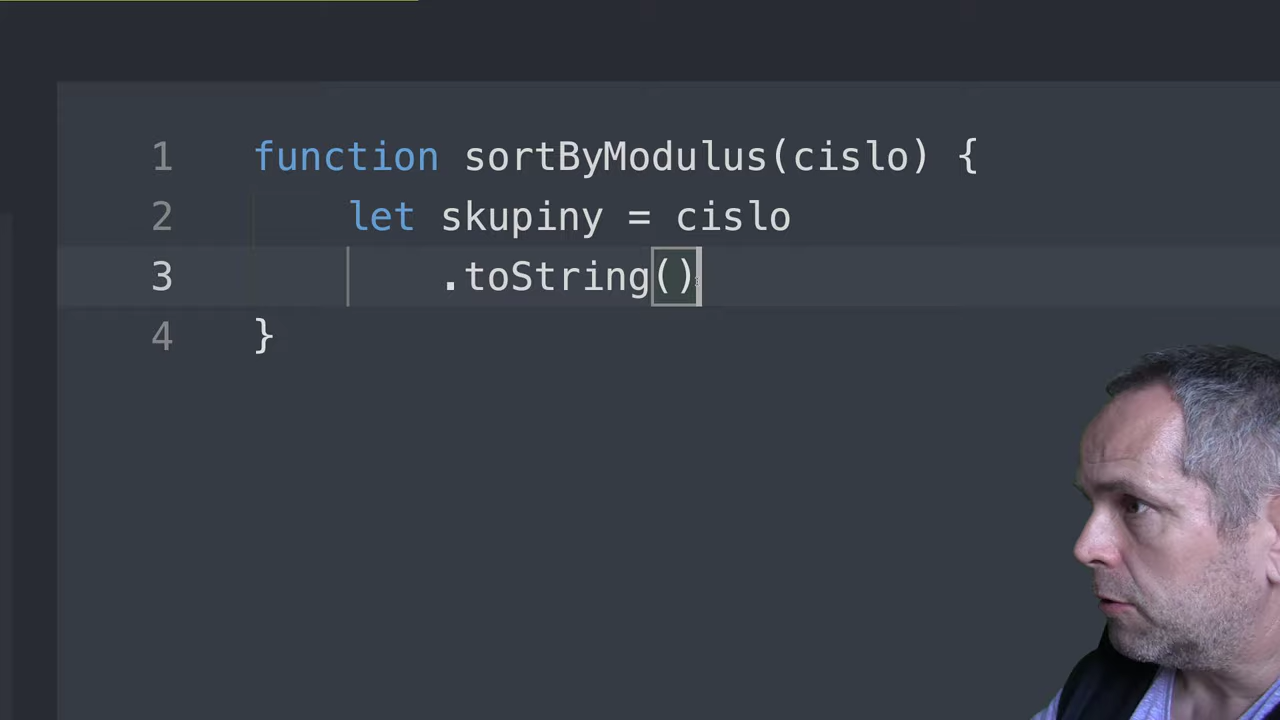 1 function sortByModulus(cislo) {
2 let skupiny = cislo
3 .toString()
4 }